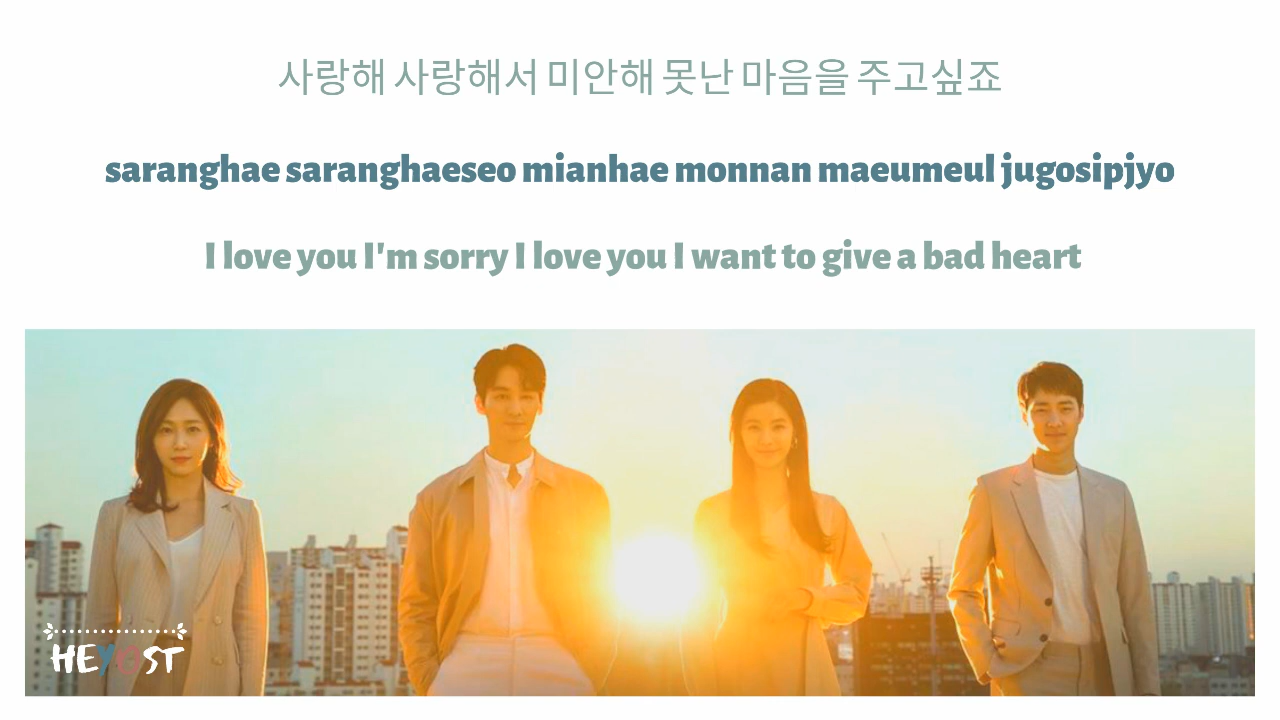 사랑해 사랑해서 미안해 못난 마음을 주고싶죠
saranghae saranghaeseo mianhae monnan maeumeul jugosipjyo
I love you I'm sorry I love you I want to give a bad heart
HEYOST